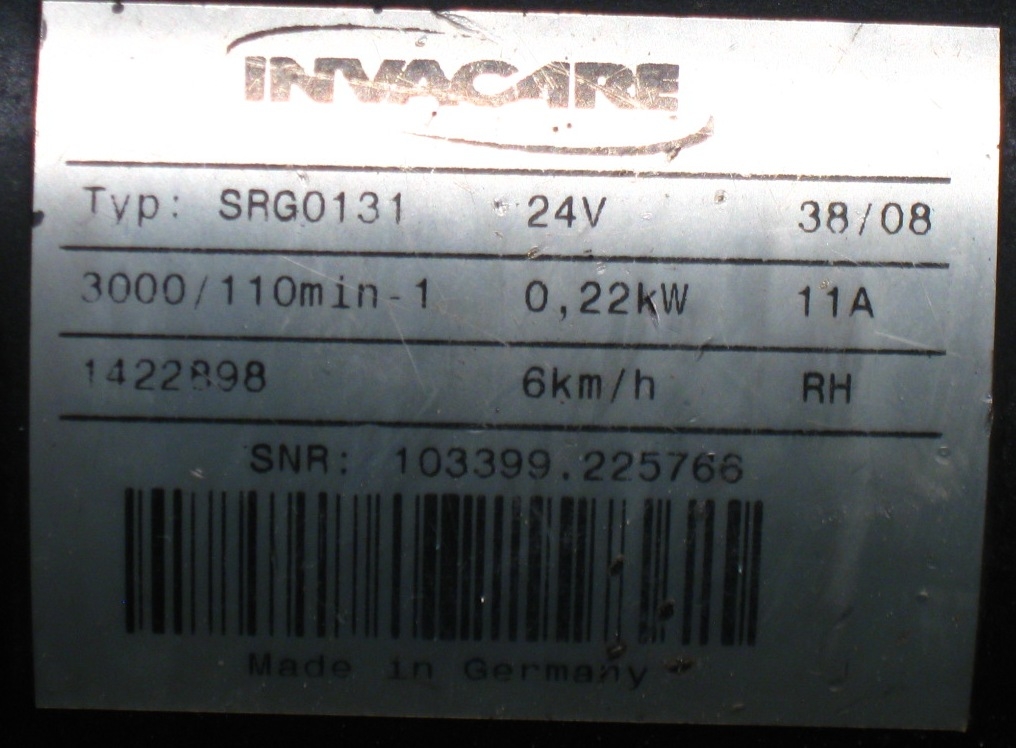 INVACARE
Typ: SRG0131 24V 38/08
3000/110min-1 0,22kW 11A
1422898 6km/h RH
SNR: 103399.225766
Made in Germany